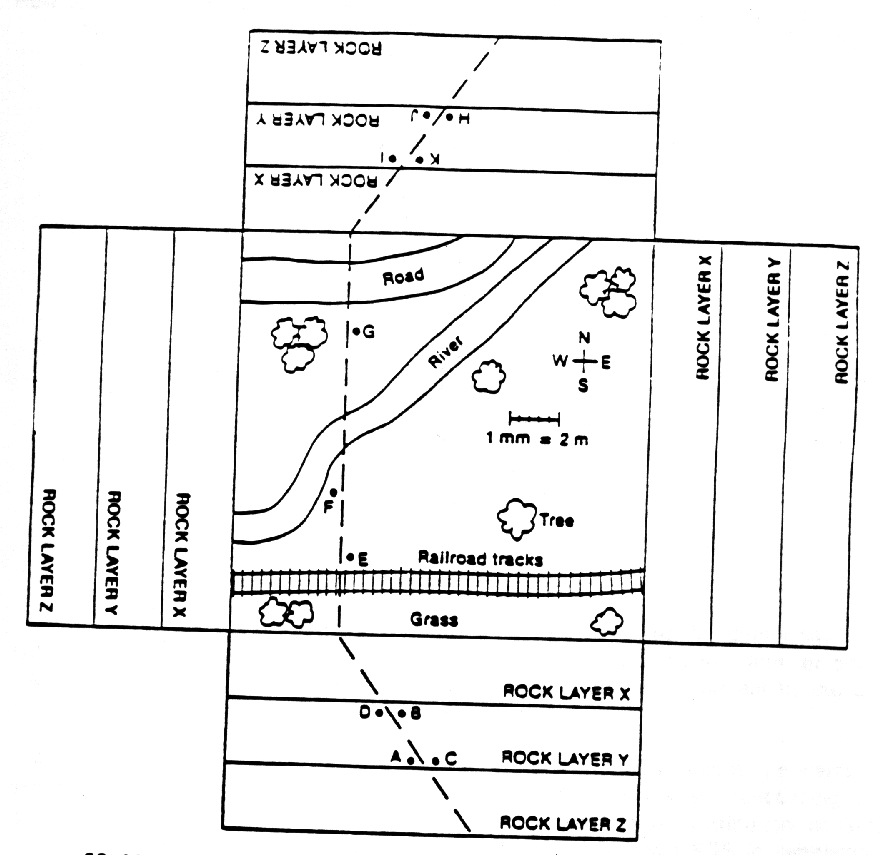 ROCK LAYER Z
J H
ROCK LAYER Y
I K
ROCK LAYER X
Road
G
River
N
W E
S
1 mm = 2 m
F
Tree
E
Railroad tracks
Grass
ROCK LAYER Z
ROCK LAYER Y
ROCK LAYER X
ROCK LAYER X
ROCK LAYER Y
ROCK LAYER Z
ROCK LAYER X
D B
A C
ROCK LAYER Y
ROCK LAYER Z